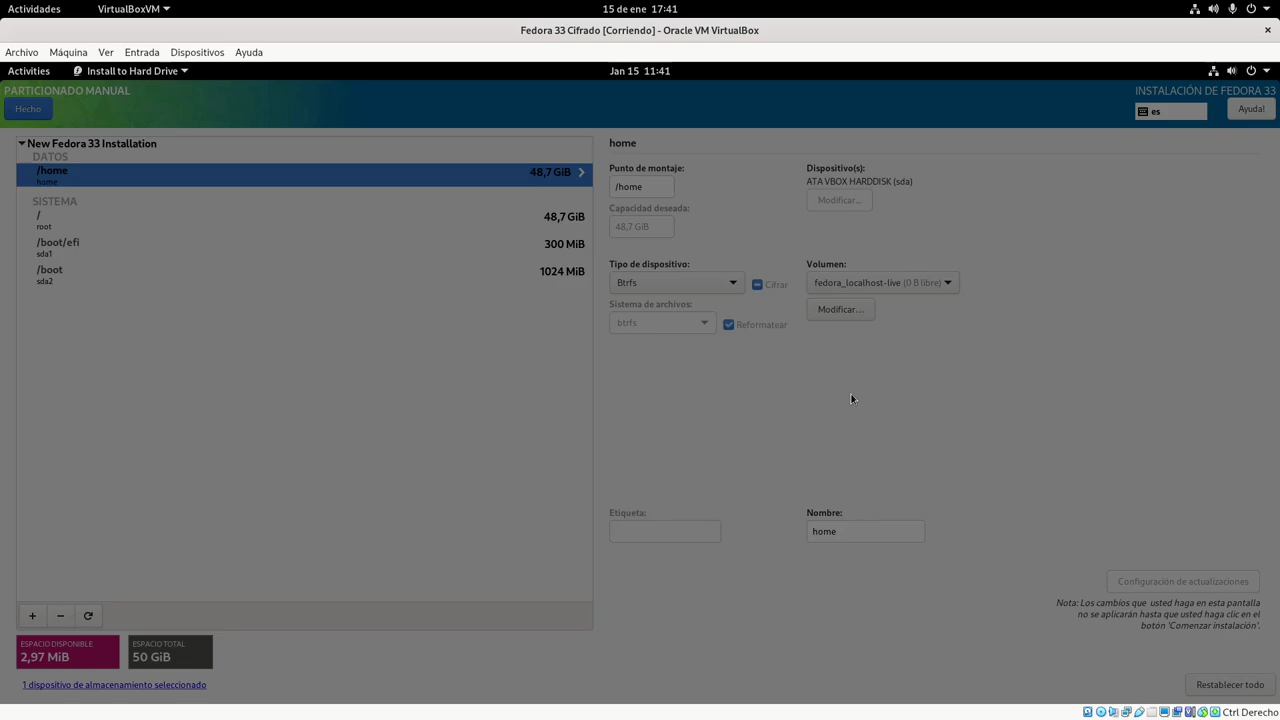 Actividades
VirtualBoxVM
15 de ene 17:41
Fedora 33 Cifrado [Corriendo] - Oracle VM VirtualBox
Archivo Máquina Ver Entrada Dispositivos Ayuda
Activities
Install to Hard Drive
Jan 15 11:41
PARTICIONADO MANUAL
INSTALACIÓN DE FEDORA 33
Hecho
es
Ayuda!
New Fedora 33 Installation
DATOS
/home
home
48,7 GiB
SISTEMA
/
root
48,7 GiB
/boot/efi
sda1
300 MiB
/boot
sda2
1024 MiB
home
Punto de montaje:
/home
Dispositivo(s):
ATA VBOX HARDDISK (sda)
Modificar...
Capacidad deseada:
48,7 GiB
Tipo de dispositivo:
Btrfs
Cifrar
Volumen:
fedora_localhost-live (0 B libre)
Modificar...
Sistema de archivos:
btrfs
Reformatear
Etiqueta:
Nombre:
home
Configuración de actualizaciones
Nota: Los cambios que usted haga en esta pantalla
no se aplicarán hasta que usted haga clic en el
botón 'Comenzar instalación'.
+ −
ESPACIO DISPONIBLE
2,97 MiB
ESPACIO TOTAL
50 GiB
1 dispositivo de almacenamiento seleccionado
Restablecer todo
Ctrl Derecho